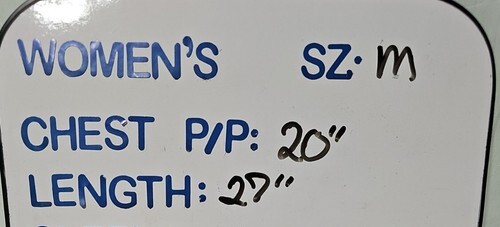 WOMEN'S SZ. M
CHEST P/P: 20"
LENGTH: 27"